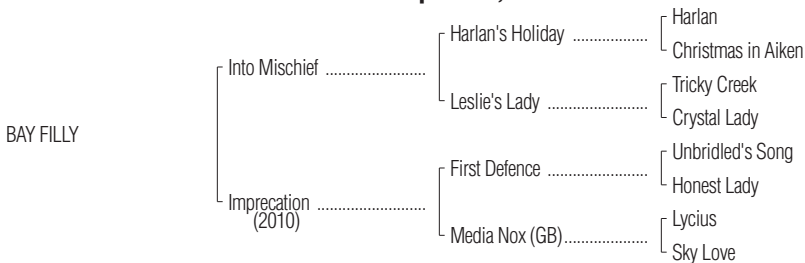 BAY FILLY
Into Mischief ........................
Imprecation ..........................
(2010)
Harlan's Holiday ..................
Leslie's Lady ........................
First Defence ........................
Media Nox (GB)....................
Harlan
Christmas in Aiken
Tricky Creek
Crystal Lady
Unbridled's Song
Honest Lady
Lycius
Sky Love